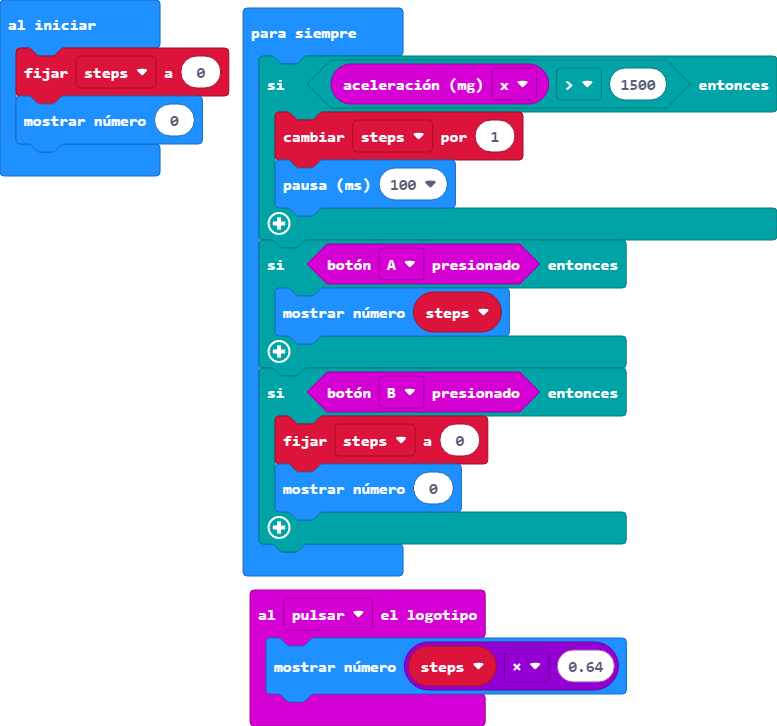 al iniciar
fijar steps a 0
mostrar número 0
para siempre
si aceleración (mg) x > 1500 entonces
cambiar steps por 1
pausa (ms) 100
si botón A presionado entonces
mostrar número steps
si botón B presionado entonces
fijar steps a 0
mostrar número 0
al pulsar el logotipo
mostrar número steps × 0.64